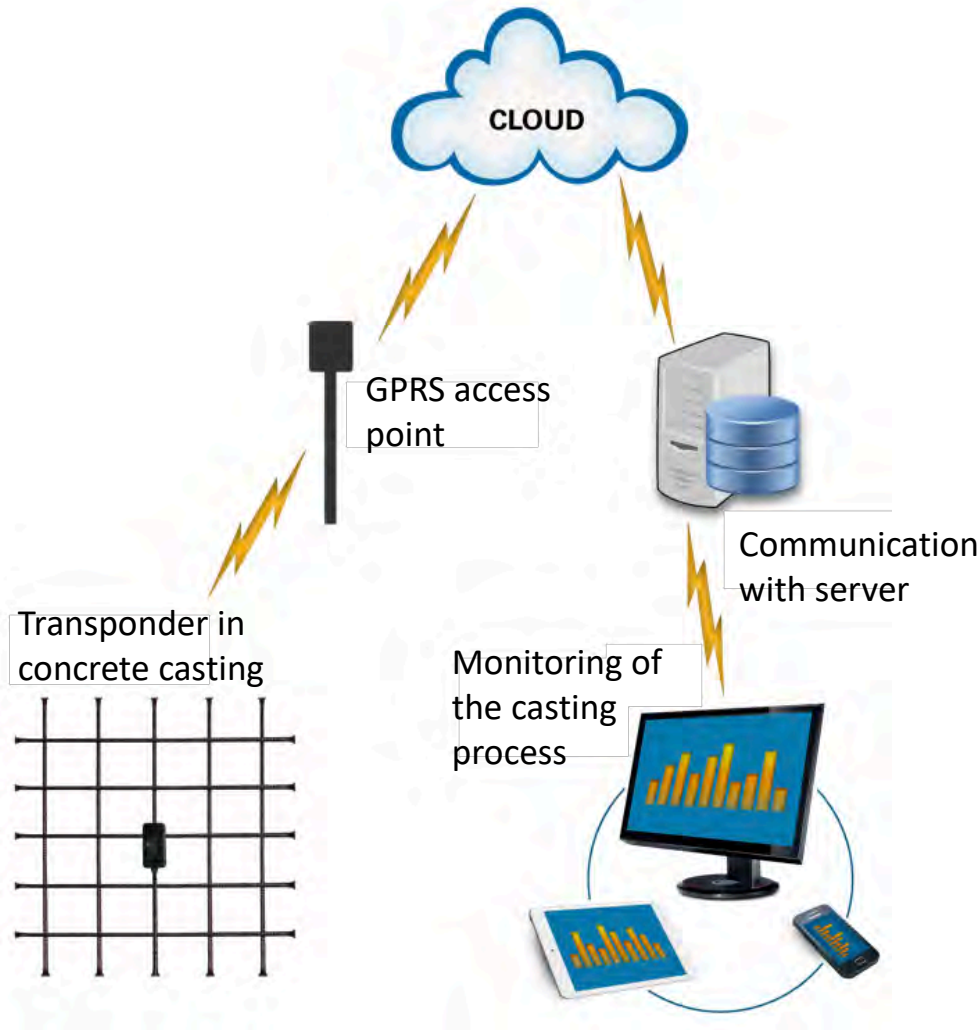 CLOUD
GPRS access
point
Communication
with server
Transponder in
concrete casting
Monitoring of
the casting
process